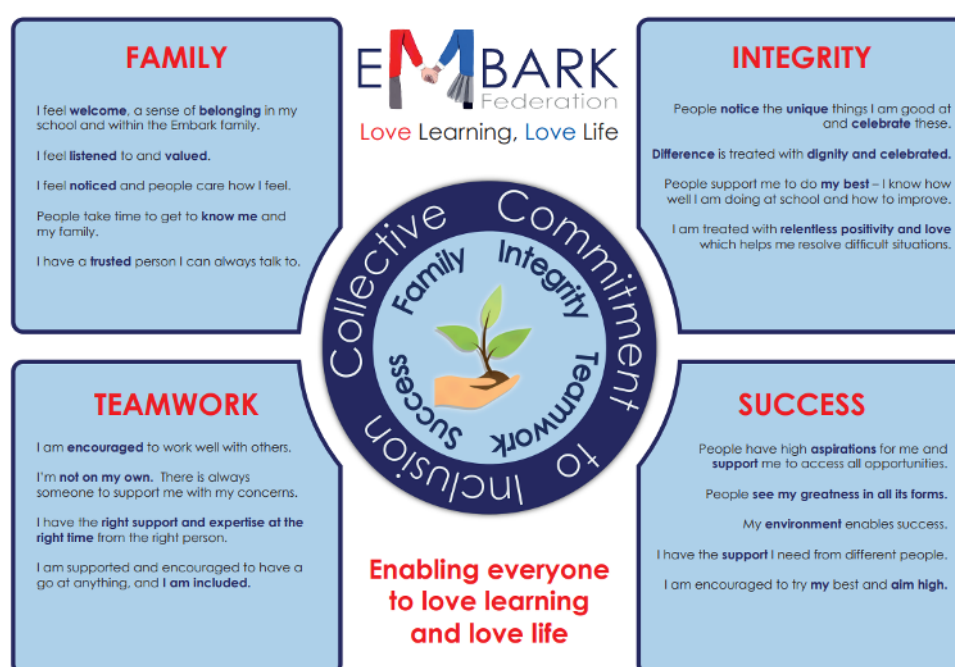 FAMILY
I feel welcome, a sense of belonging in my
school and within the Embark family.
I feel listened to and valued.
I feel noticed and people care how I feel.
People take time to get to know me and
my family.
I have a trusted person I can always talk to.
EMBARK
Federation
Love Learning, Love Life
INTEGRITY
People notice the unique things I am good at
and celebrate these.
Difference is treated with dignity and celebrated.
People support me to do my best – I know how
well I am doing at school and how to improve.
I am treated with relentless positivity and love
which helps me resolve difficult situations.
Collective Commitment to Inclusion
Family
Integrity
Teamwork
Success
TEAMWORK
I am encouraged to work well with others.
I'm not on my own.  There is always
someone to support me with my concerns.
I have the right support and expertise at the
right time from the right person.
I am supported and encouraged to have a
go at anything, and I am included.
SUCCESS
People have high aspirations for me and
support me to access all opportunities.
People see my greatness in all its forms.
My environment enables success.
I have the support I need from different people.
I am encouraged to try my best and aim high.
Enabling everyone
to love learning
and love life